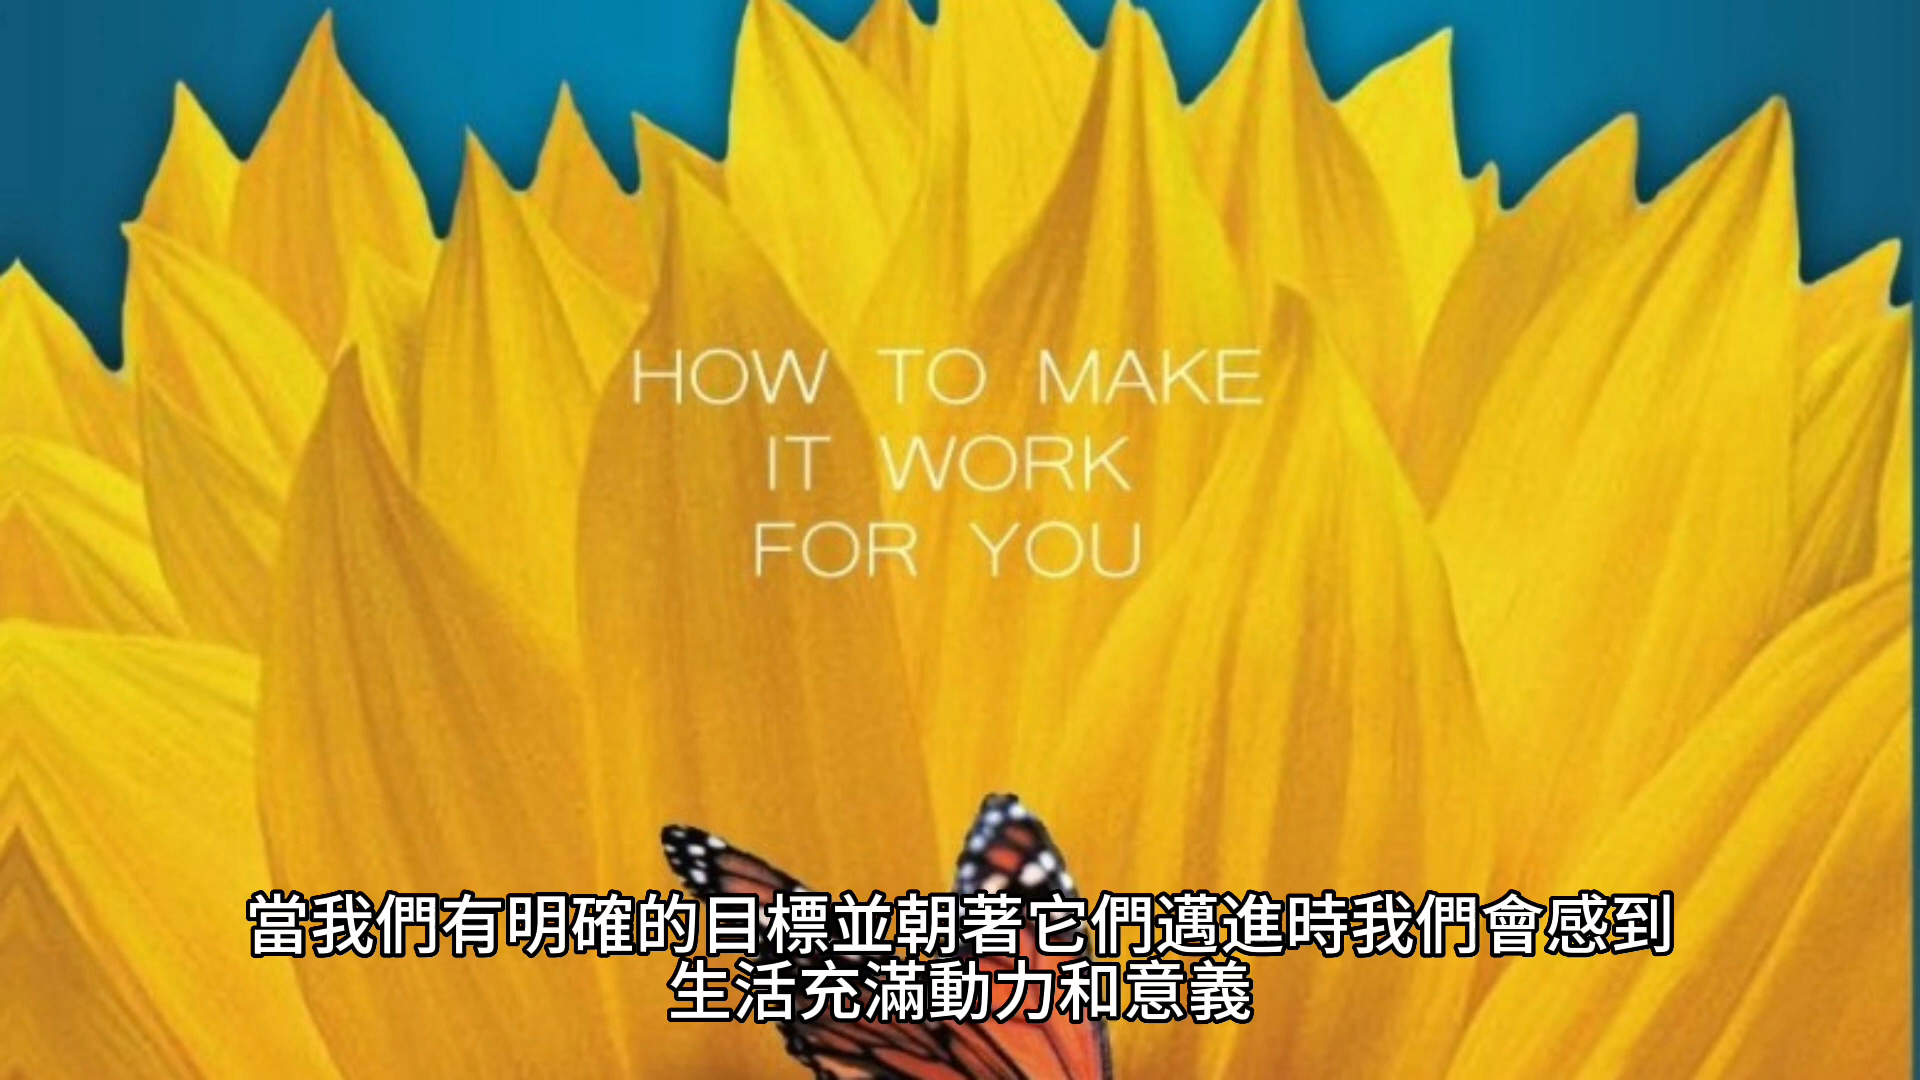 HOW TO MAKE
IT WORK
FOR YOU
當我們有明確的目標並朝著它們邁進時我們會感到
生活充滿動力和意義